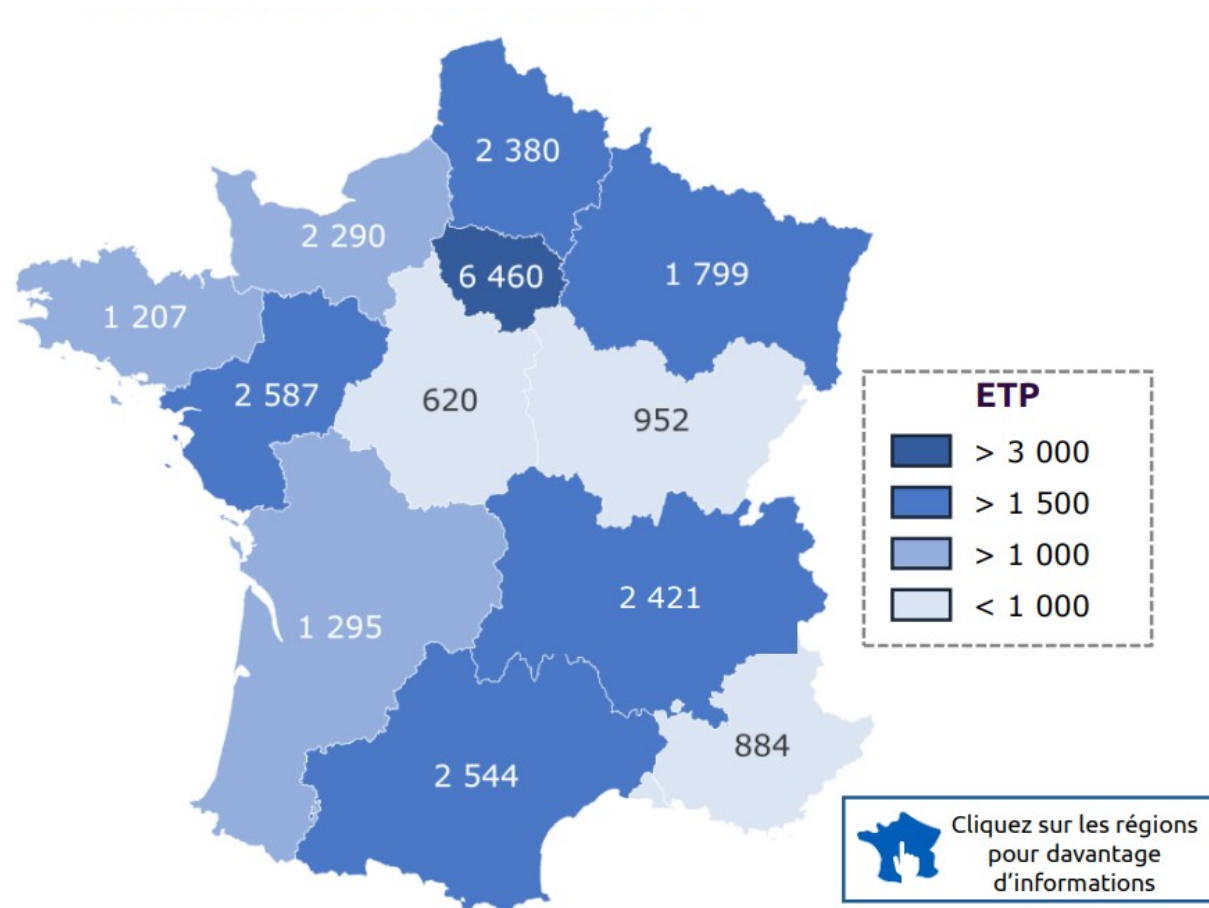 2 380
2 290
6 460
1 799
1 207
2 587
620
952
ETP
> 3 000
> 1 500
> 1 000
< 1 000
2 421
1 295
884
2 544
Cliquez sur les régions
pour davantage
d’informations